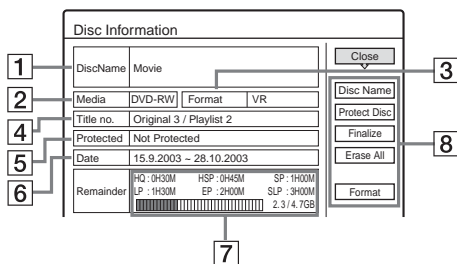 Disc Information
Close
1
DiscName Movie
3
2
Media DVD-RW Format VR
Disc Name
4
Title no. Original 3 / Playlist 2
Protect Disc
5
Protected Not Protected
Finalize
8
6
Date 15.9.2003 ~ 28.10.2003
Erase All
Remainder
HQ : 0H30M HSP : 0H45M SP : 1H00M
LP : 1H30M EP : 2H00M SLP : 3H00M
2.3 / 4.7GB
Format
7